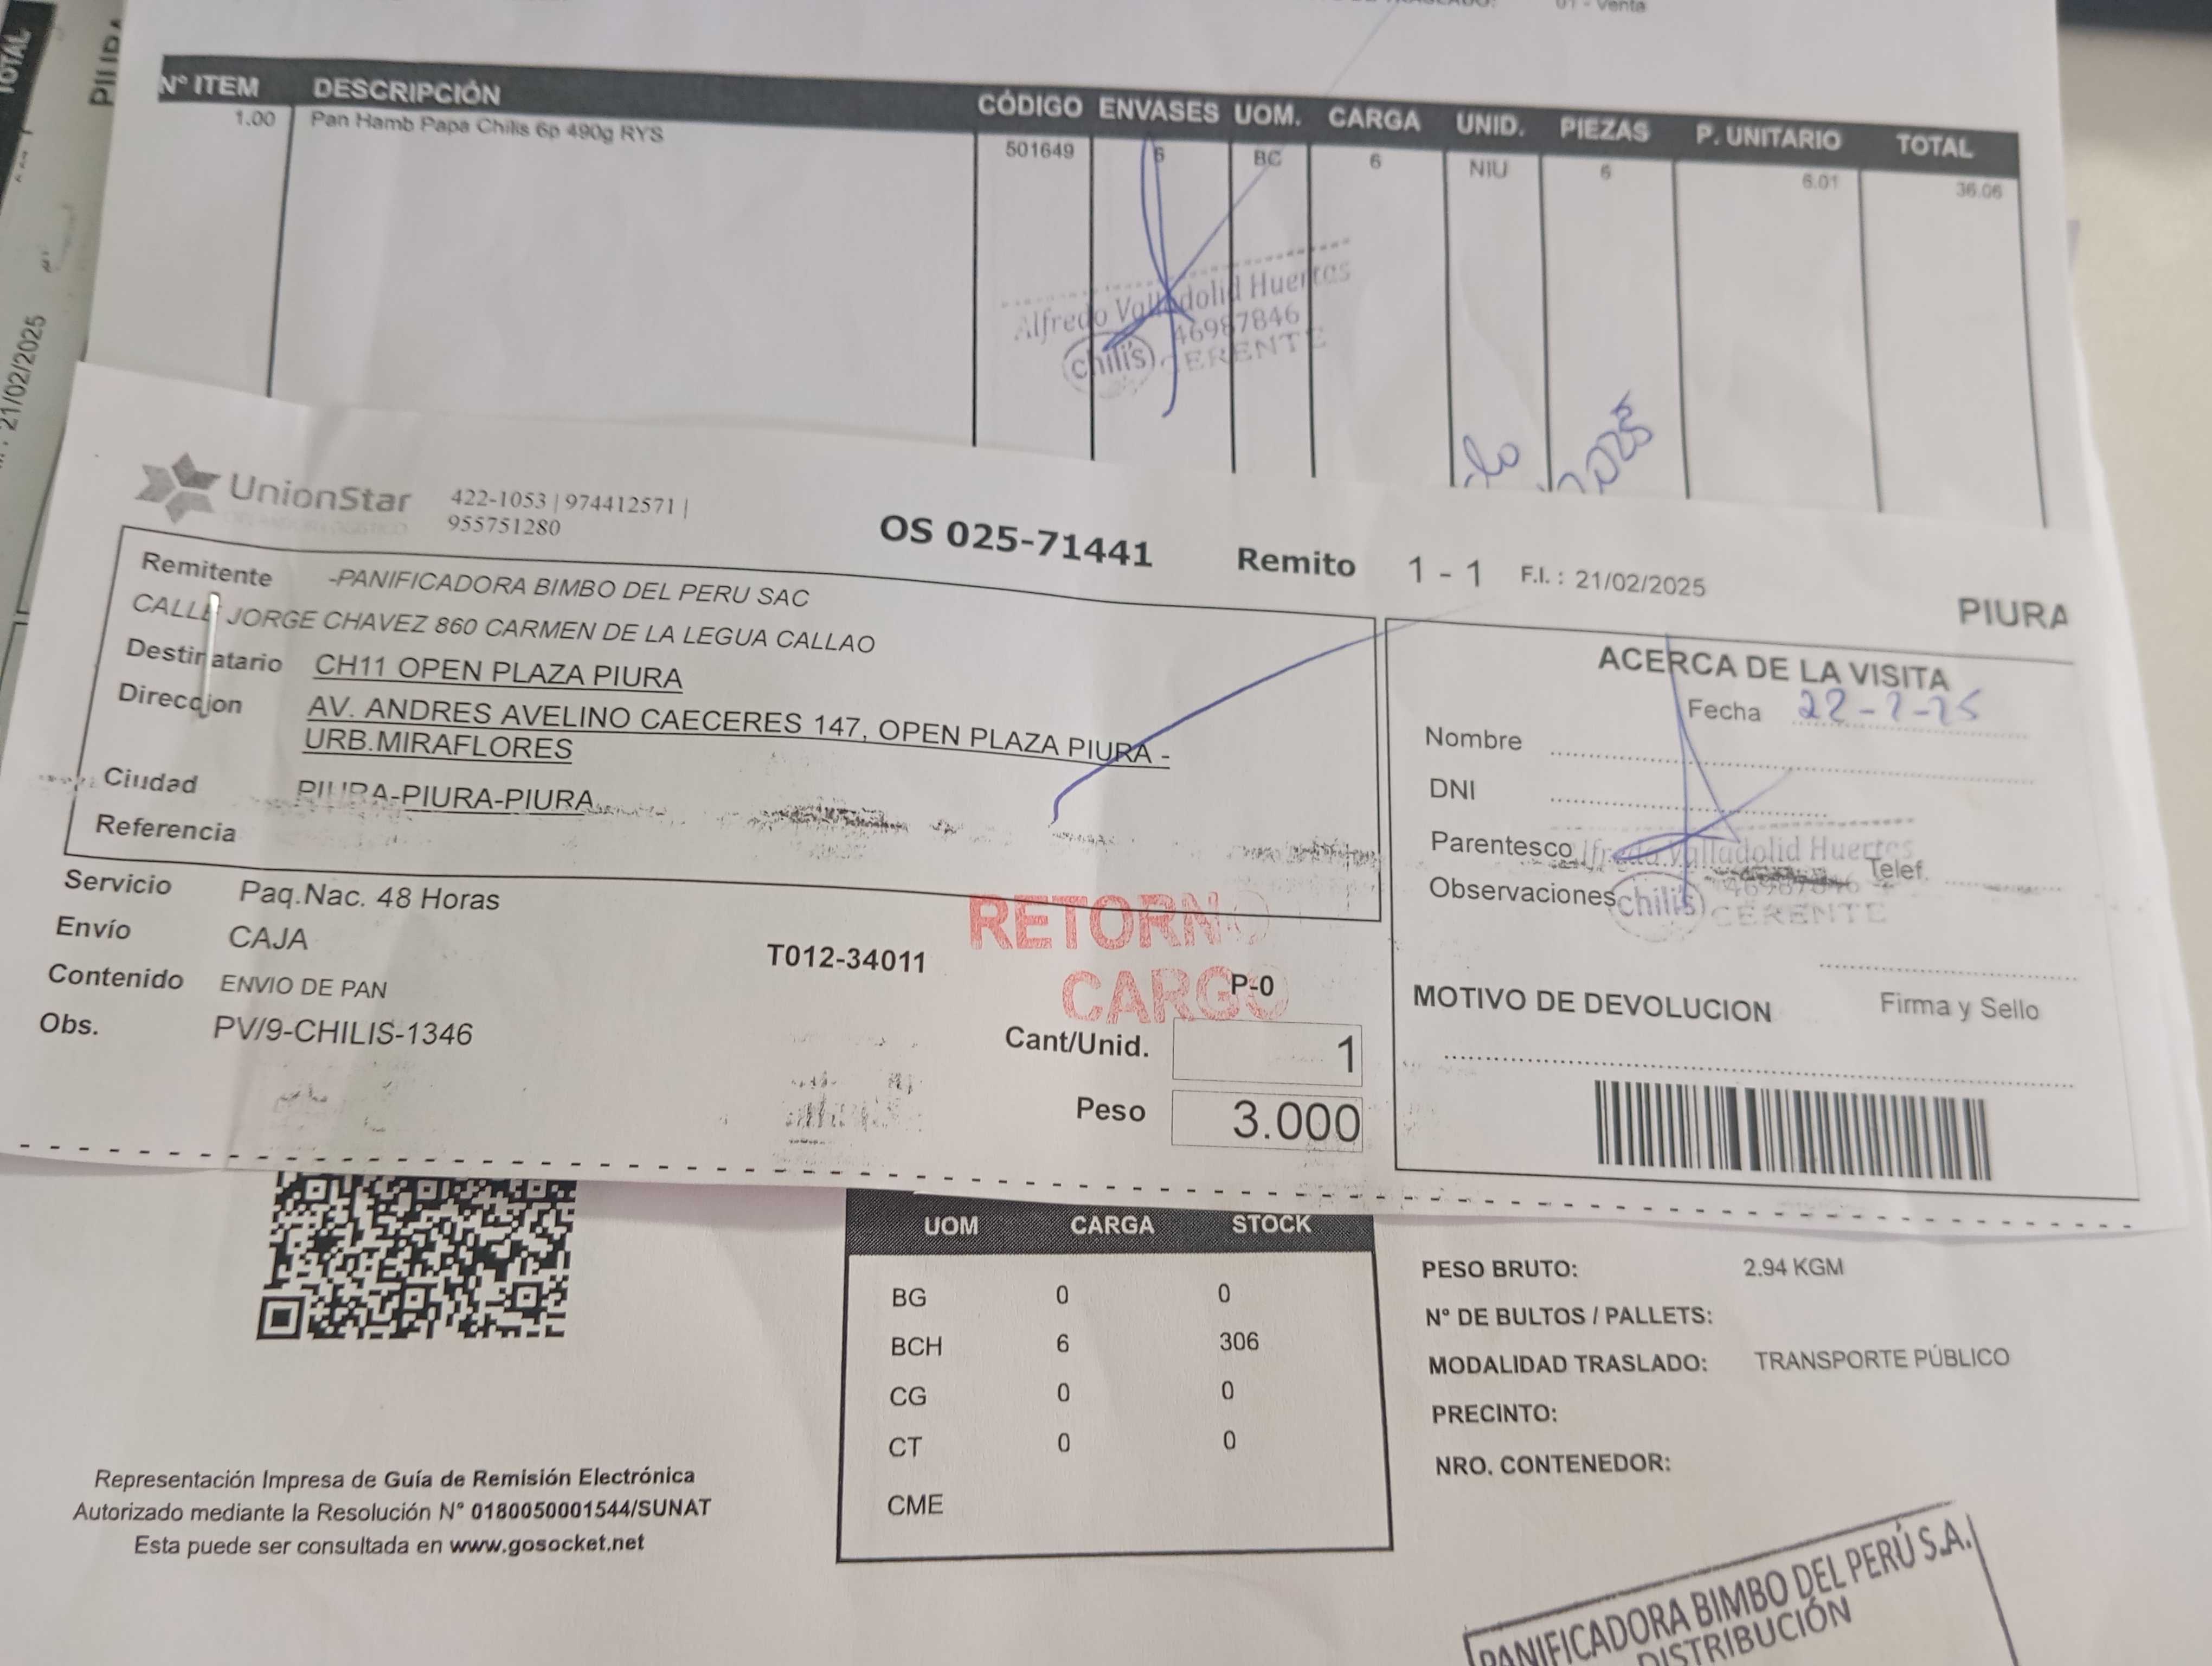 TOTAL
21/02/2025
01 - Venta
N° ITEM DESCRIPCIÓN CÓDIGO ENVASES UOM. CARGA UNID. PIEZAS P. UNITARIO TOTAL
1.00 Pan Hamb Papa Chilis 6p 490g RYS 501649 6 BC 6 NIU 6 6.01 36.06
Alfredo Valladolid Huertas
46987846
chili's GERENTE
2025
UnionStar
422-1053 | 974412571 |
955751280
OS 025-71441 Remito 1 - 1 F.I. : 21/02/2025
PIURA
Remitente -PANIFICADORA BIMBO DEL PERU SAC
CALLE JORGE CHAVEZ 860 CARMEN DE LA LEGUA CALLAO
Destinatario CH11 OPEN PLAZA PIURA
Direccion AV. ANDRES AVELINO CAECERES 147, OPEN PLAZA PIURA -
URB.MIRAFLORES
Ciudad PIURA-PIURA-PIURA
Referencia
ACERCA DE LA VISITA
Fecha 22-2-25
Nombre
DNI
Parentesco
Telef.
Observaciones
Alfredo Valladolid Huertas
46987846
chili's GERENTE
Firma y Sello
MOTIVO DE DEVOLUCION
Servicio Paq.Nac. 48 Horas
Envío CAJA
Contenido ENVIO DE PAN
Obs. PV/9-CHILIS-1346
T012-34011
RETORNO
CARGO
P-0
Cant/Unid. 1
Peso 3.000
UOM CARGA STOCK
BG 0 0
BCH 6 306
CG 0 0
CT 0 0
CME
PESO BRUTO: 2.94 KGM
N° DE BULTOS / PALLETS:
MODALIDAD TRASLADO: TRANSPORTE PÚBLICO
PRECINTO:
NRO. CONTENEDOR:
Representación Impresa de Guía de Remisión Electrónica
Autorizado mediante la Resolución N° 0180050001544/SUNAT
Esta puede ser consultada en www.gosocket.net
PANIFICADORA BIMBO DEL PERÚ S.A.
DISTRIBUCIÓN